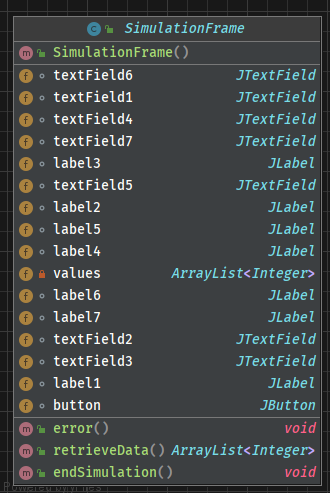 SimulationFrame
SimulationFrame()
textField6 JTextField
textField1 JTextField
textField4 JTextField
textField7 JTextField
label3 JLabel
textField5 JTextField
label2 JLabel
label5 JLabel
label4 JLabel
values ArrayList<Integer>
label6 JLabel
label7 JLabel
textField2 JTextField
textField3 JTextField
label1 JLabel
button JButton
error() void
retrieveData() ArrayList<Integer>
endSimulation() void